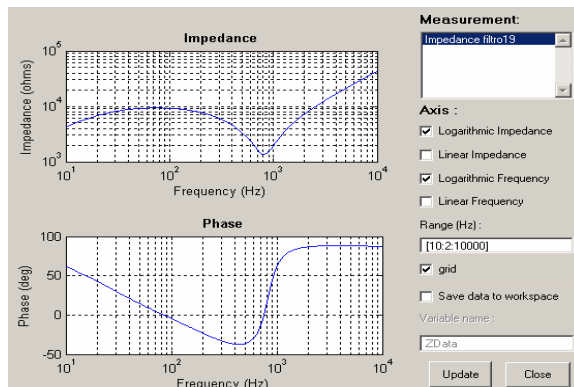 Impedance
10^5
10^4
10^3
Impedance (ohms)
10^1 10^2 10^3 10^4
Frequency (Hz)
Phase
100
50
0
-50
Phase (deg)
10^1 10^2 10^3 10^4
Frequency (Hz)
Measurement:
Impedance filtro19
Axis :
Logarithmic Impedance
Linear Impedance
Logarithmic Frequency
Linear Frequency
Range (Hz) :
[10:2:10000]
grid
Save data to workspace
Variable name :
ZData
Update Close